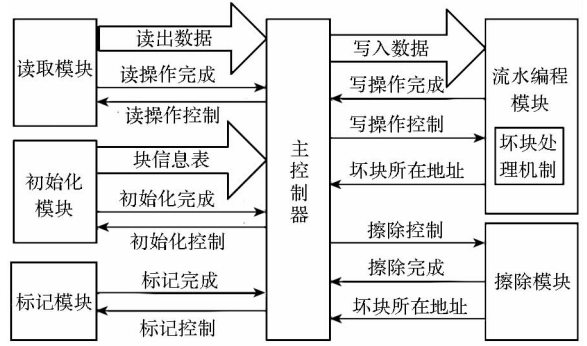 读取模块
读出数据
读操作完成
读操作控制
初始化
模块
块信息表
初始化完成
初始化控制
标记模块
标记完成
标记控制
主
控
制
器
写入数据
写操作完成
写操作控制
坏块所在地址
流水编程
模块
坏块处
理机制
擦除控制
擦除完成
坏块所在地址
擦除模块